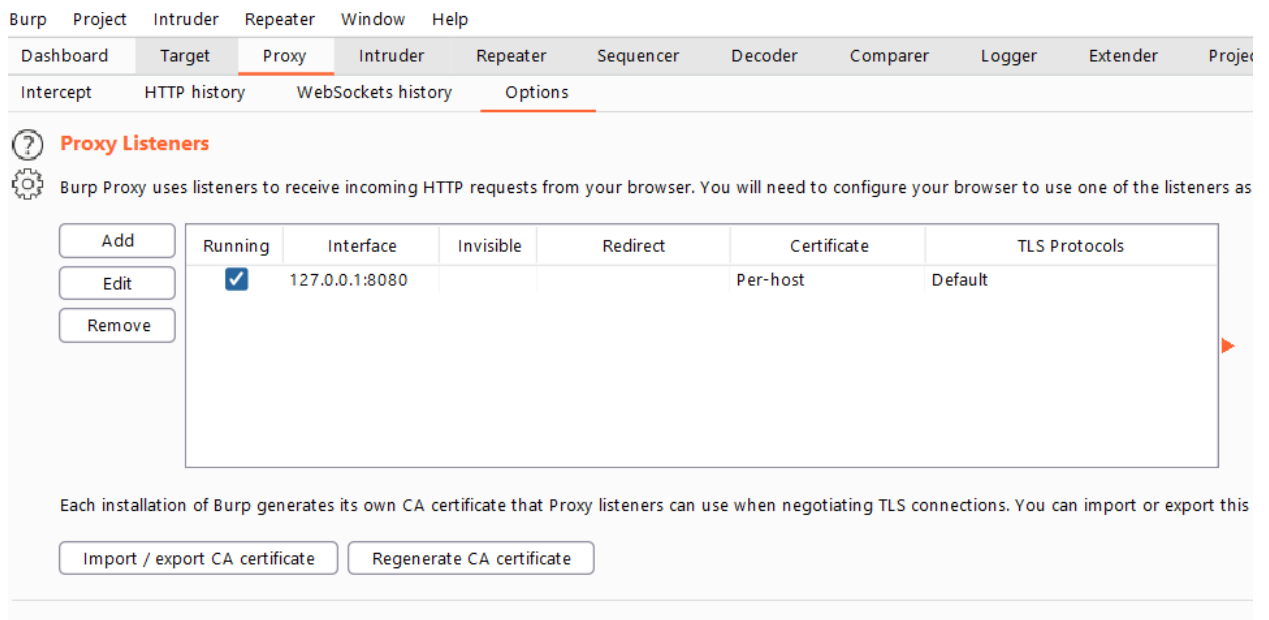 Burp Project Intruder Repeater Window Help
Dashboard Target Proxy Intruder Repeater Sequencer Decoder Comparer Logger Extender Projec
Intercept HTTP history WebSockets history Options
? Proxy Listeners
Burp Proxy uses listeners to receive incoming HTTP requests from your browser. You will need to configure your browser to use one of the listeners as
Add
Edit
Remove
Running Interface Invisible Redirect Certificate TLS Protocols
127.0.0.1:8080 Per-host Default
Each installation of Burp generates its own CA certificate that Proxy listeners can use when negotiating TLS connections. You can import or export this
Import / export CA certificate Regenerate CA certificate